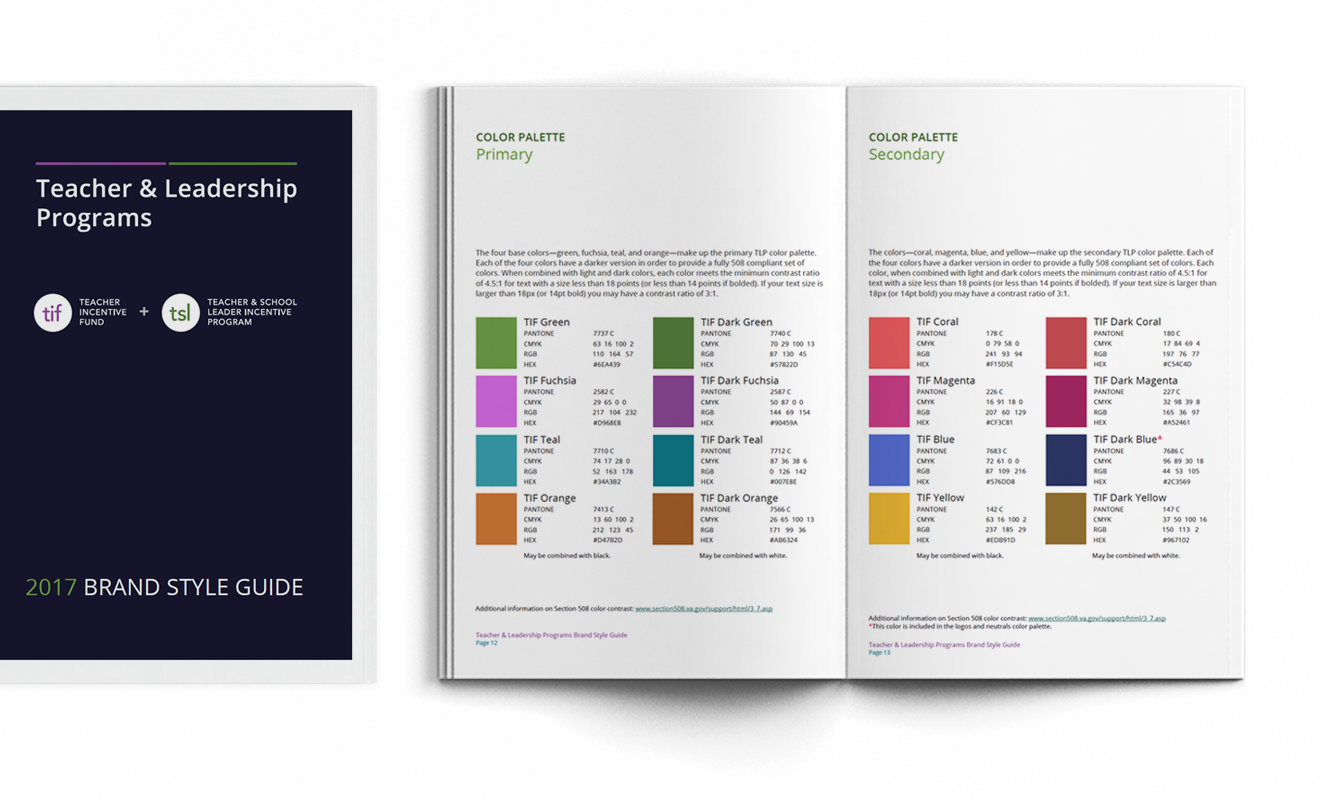 Teacher & Leadership
Programs
tif
TEACHER
INCENTIVE
FUND
+
tsl
TEACHER & SCHOOL
LEADER INCENTIVE
PROGRAM
2017 BRAND STYLE GUIDE
COLOR PALETTE
Primary
The four base colors—green, fuchsia, teal, and orange—make up the primary TLP color palette.
Each of the four colors have a darker version in order to provide a fully 508 compliant set of
colors. When combined with light and dark colors, each color meets the minimum contrast ratio
of 4.5:1 for text with a size less than 18 points (or less than 14 points if bolded). If your text size is
larger than 18px (or 14pt bold) you may have a contrast ratio of 3:1.
TIF Green
PANTONE 7737 C
CMYK 63 16 100 2
RGB 110 164 57
HEX #6EA439
TIF Dark Green
PANTONE 7740 C
CMYK 70 29 100 13
RGB 87 130 45
HEX #57822D
TIF Fuchsia
PANTONE 2582 C
CMYK 29 65 0 0
RGB 217 104 232
HEX #D968E8
TIF Dark Fuchsia
PANTONE 2587 C
CMYK 50 87 0 0
RGB 144 69 154
HEX #90459A
TIF Teal
PANTONE 7710 C
CMYK 74 17 28 0
RGB 52 163 178
HEX #34A3B2
TIF Dark Teal
PANTONE 7712 C
CMYK 87 36 38 6
RGB 0 126 142
HEX #007E8E
TIF Orange
PANTONE 7413 C
CMYK 13 60 100 2
RGB 212 123 45
HEX #D47B2D
TIF Dark Orange
PANTONE 7566 C
CMYK 26 65 100 13
RGB 171 99 36
HEX #AB6324
May be combined with black.
May be combined with white.
Additional information on Section 508 color contrast: www.section508.va.gov/support/html/3_7.asp
Teacher & Leadership Programs Brand Style Guide
Page 12
COLOR PALETTE
Secondary
The colors—coral, magenta, blue, and yellow—make up the secondary TLP color palette. Each of
the four colors have a darker version in order to provide a fully 508 compliant set of colors. Each
color, when combined with light and dark colors meets the minimum contrast ratio of 4.5:1 for
text with a size less than 18 points (or less than 14 points if bolded). If your text size is larger than
18px (or 14pt bold) you may have a contrast ratio of 3:1.
TIF Coral
PANTONE 178 C
CMYK 0 79 58 0
RGB 241 93 94
HEX #F15D5E
TIF Dark Coral
PANTONE 180 C
CMYK 17 84 69 4
RGB 197 76 77
HEX #C54C4D
TIF Magenta
PANTONE 226 C
CMYK 16 91 18 0
RGB 207 60 129
HEX #CF3C81
TIF Dark Magenta
PANTONE 227 C
CMYK 32 98 39 8
RGB 165 36 97
HEX #A52461
TIF Blue
PANTONE 7683 C
CMYK 72 61 0 0
RGB 87 109 216
HEX #576DD8
TIF Dark Blue*
PANTONE 7686 C
CMYK 96 89 30 18
RGB 44 53 105
HEX #2C3569
TIF Yellow
PANTONE 142 C
CMYK 63 16 100 2
RGB 237 185 29
HEX #EDB91D
TIF Dark Yellow
PANTONE 147 C
CMYK 37 50 100 16
RGB 150 113 2
HEX #967102
May be combined with black.
May be combined with white.
Additional information on Section 508 color contrast: www.section508.va.gov/support/html/3_7.asp
*This color is included in the logos and neutrals color palette.
Teacher & Leadership Programs Brand Style Guide
Page 13